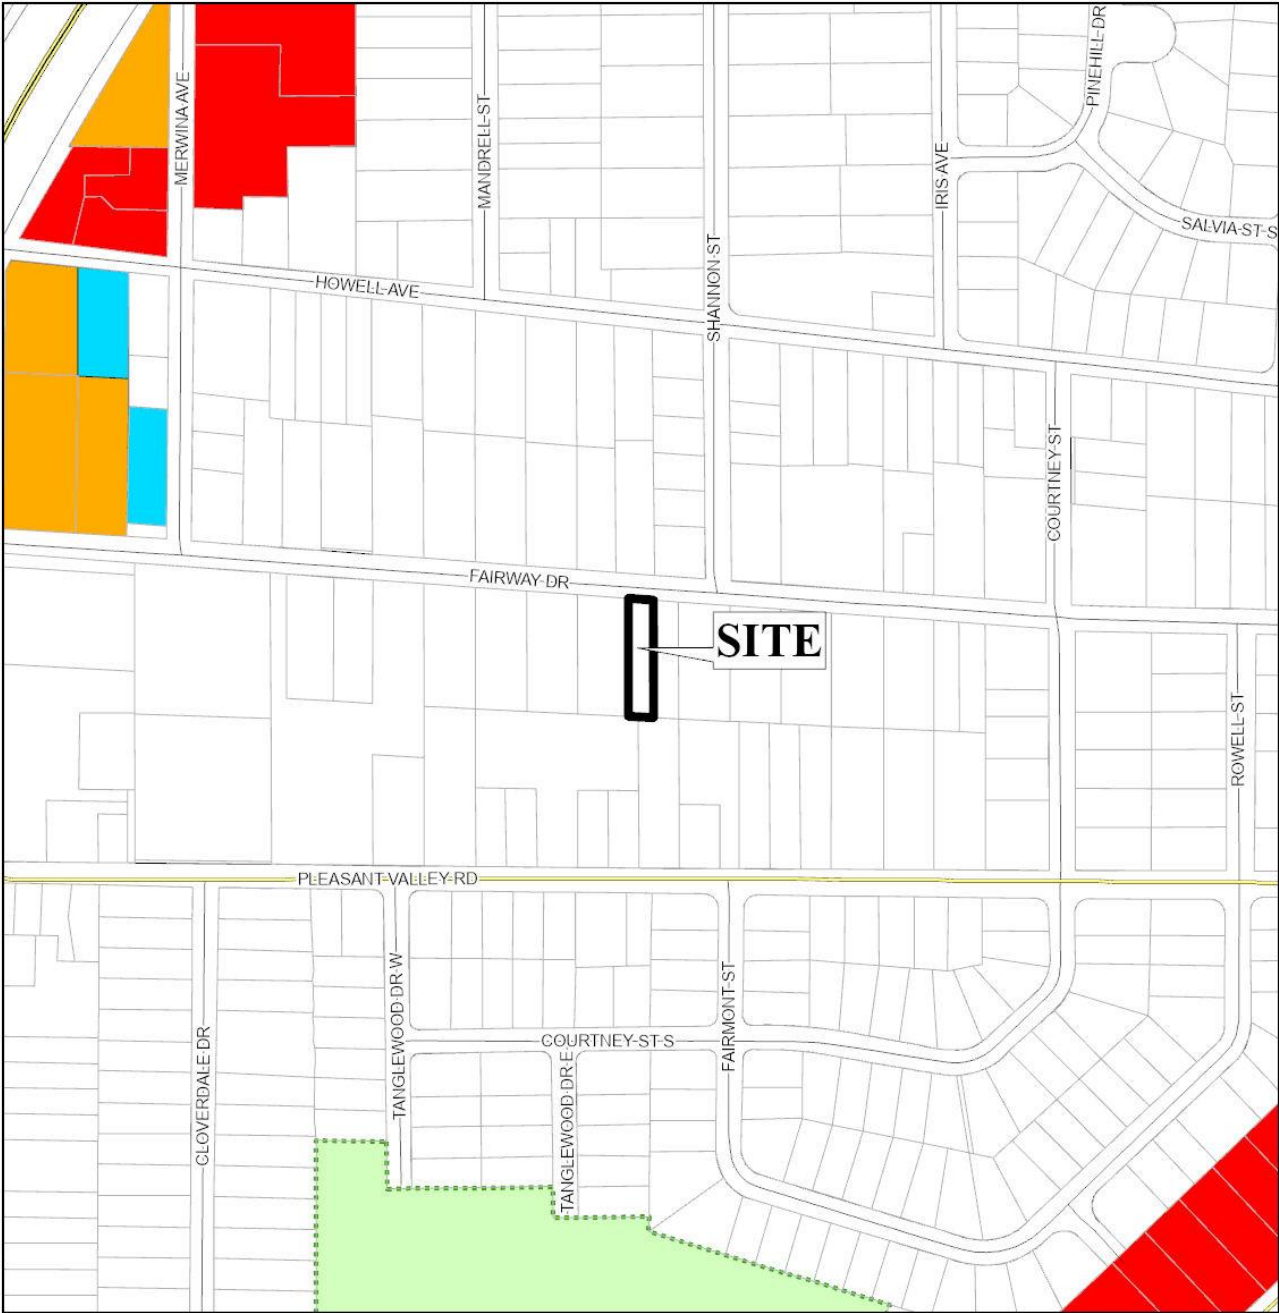 PINEHILL-DR
MERWINA AVE
MANDRELL-ST
IRIS AVE
SALVIA-ST-S
SHANNON-ST
HOWELL-AVE
COURTNEY-ST
FAIRWAY-DR
SITE
ROWELL-ST
PLEASANT-VALLEY-RD
TANGLEWOOD-DR-W
FAIRMONT-ST
CLOVERDALE-DR
COURTNEY-ST-S
TANGLEWOOD-DR-E